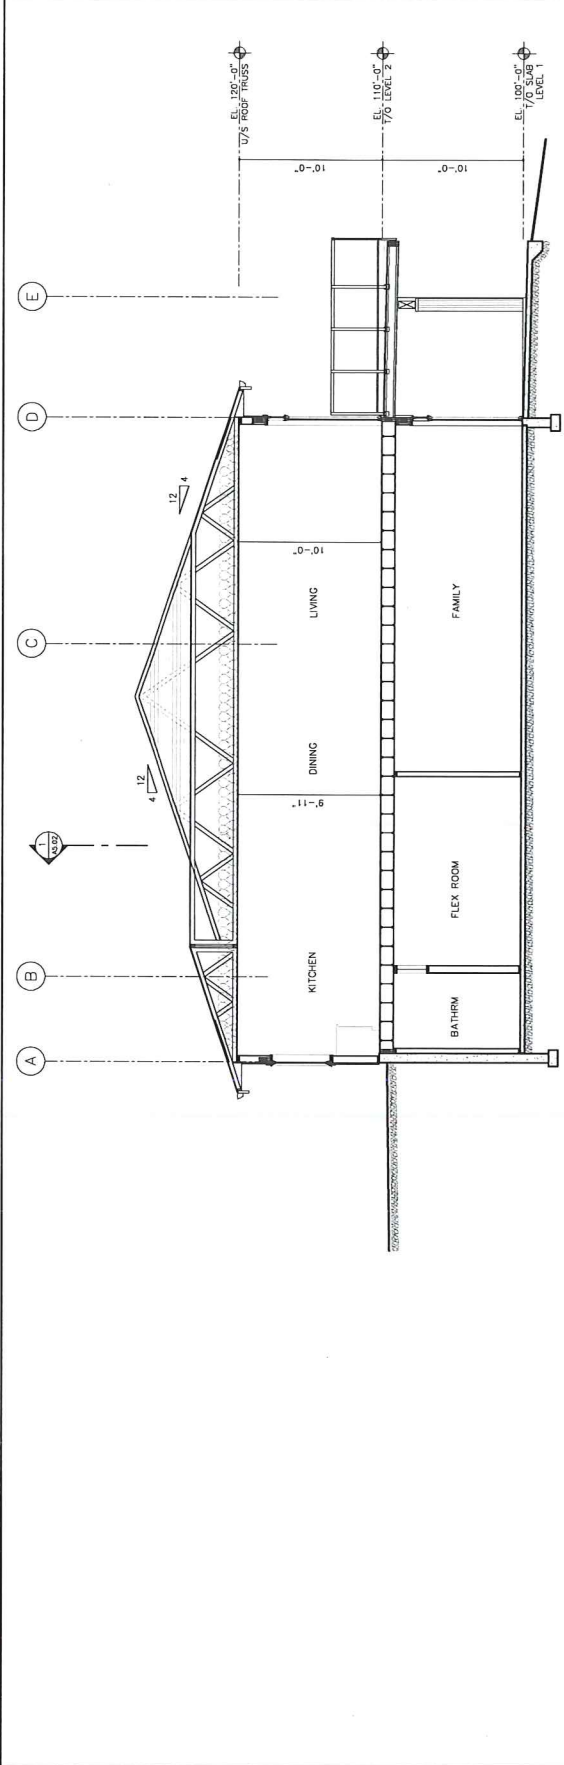 A
B
C
D
E
1
A5.02
12
4
12
4
EL. 120'-0"
U/S ROOF TRUSS
EL. 110'-0"
T/O LEVEL 2
EL. 100'-0"
T/O SLAB
LEVEL 1
10'-0"
10'-0"
9'-11"
10'-0"
KITCHEN
DINING
LIVING
BATHRM
FLEX ROOM
FAMILY